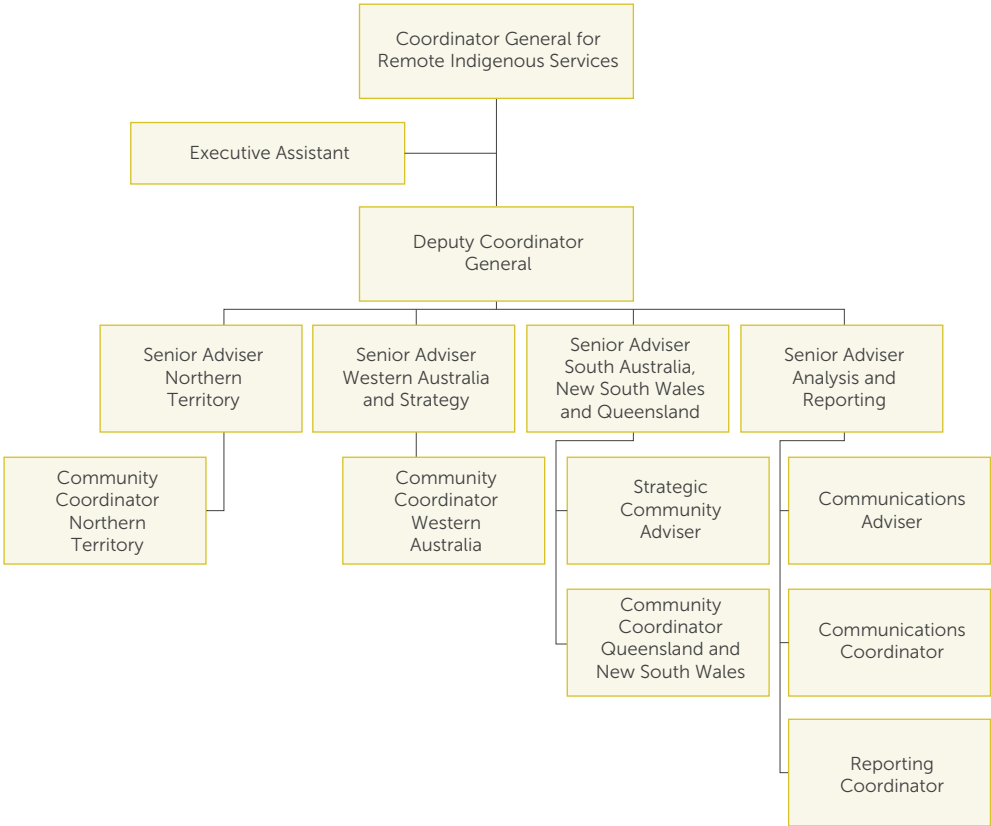 Coordinator General for
Remote Indigenous Services
Executive Assistant
Deputy Coordinator
General
Senior Adviser
Northern
Territory
Senior Adviser
Western Australia
and Strategy
Senior Adviser
South Australia,
New South Wales
and Queensland
Senior Adviser
Analysis and
Reporting
Community
Coordinator
Northern
Territory
Community
Coordinator
Western
Australia
Strategic
Community
Adviser
Communications
Adviser
Community
Coordinator
Queensland and
New South Wales
Communications
Coordinator
Reporting
Coordinator